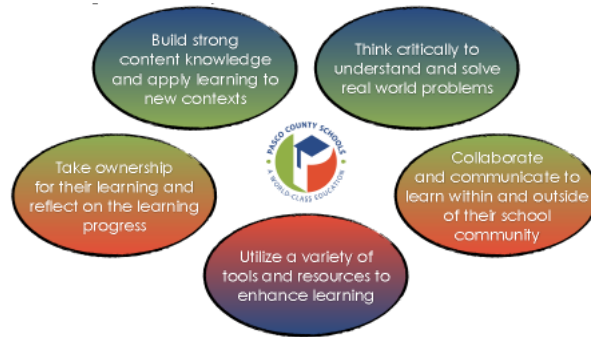 Build strong
content knowledge
and apply learning to
new contexts
Think critically to
understand and solve
real world problems
Take ownership
for their learning and
reflect on the learning
progress
PASCO COUNTY SCHOOLS
A WORLD-CLASS EDUCATION
Collaborate
and communicate to
learn within and outside
of their school
community
Utilize a variety of
tools and resources to
enhance learning